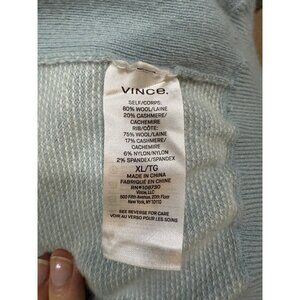 VINCE.
SELF/CORPS:
80% WOOL/LAINE
20% CASHMERE/
CACHEMIRE
RIB/CÔTE:
75% WOOL/LAINE
17% CASHMERE/
CACHEMIRE
6% NYLON/NYLON
2% SPANDEX/SPANDEX
XL/TG
MADE IN CHINA
FABRIQUÉ EN CHINE
RN#108730
Vince, LLC
500 Fifth Avenue, 20th Floor
New York, NY 10110
SEE REVERSE FOR CARE
VOIR AU VERSO POUR LES SOINS